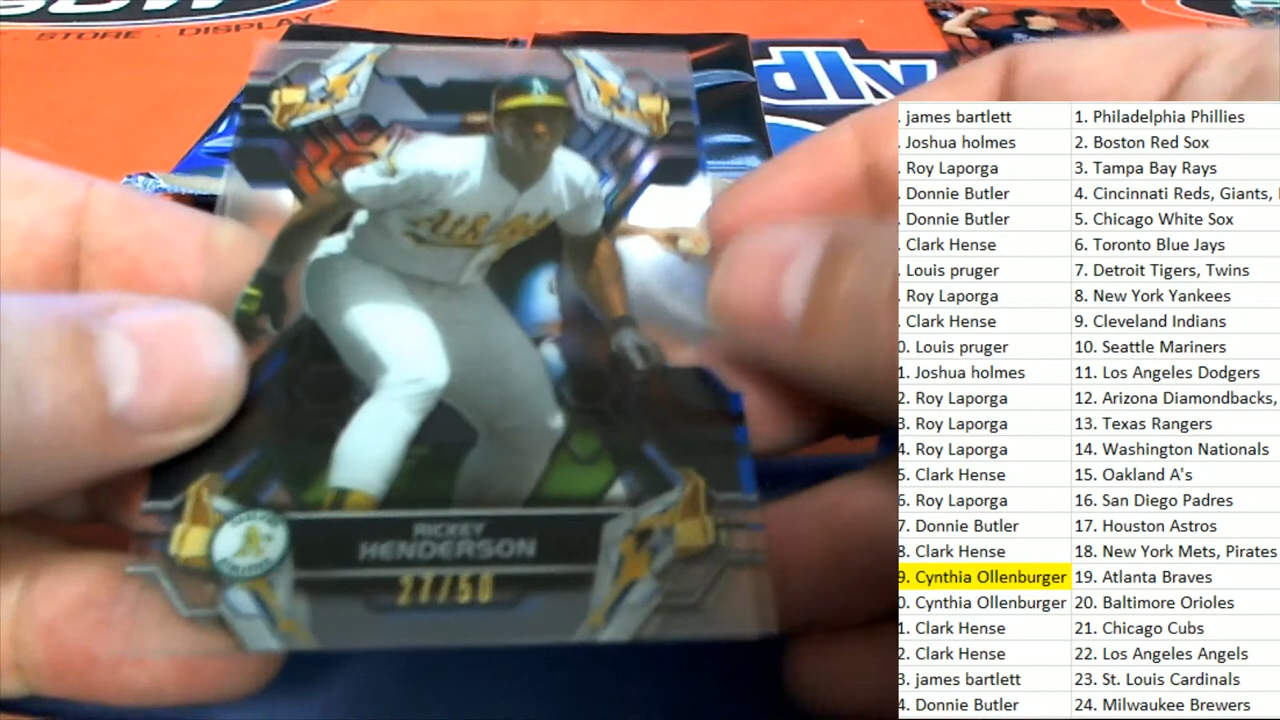 STORE · DISPLAY
dly
A
RICKEY
HENDERSON
27/50
. james bartlett 1. Philadelphia Phillies
. Joshua holmes 2. Boston Red Sox
. Roy Laporga 3. Tampa Bay Rays
. Donnie Butler 4. Cincinnati Reds, Giants,
. Donnie Butler 5. Chicago White Sox
. Clark Hense 6. Toronto Blue Jays
. Louis pruger 7. Detroit Tigers, Twins
. Roy Laporga 8. New York Yankees
. Clark Hense 9. Cleveland Indians
0. Louis pruger 10. Seattle Mariners
1. Joshua holmes 11. Los Angeles Dodgers
2. Roy Laporga 12. Arizona Diamondbacks,
3. Roy Laporga 13. Texas Rangers
4. Roy Laporga 14. Washington Nationals
5. Clark Hense 15. Oakland A's
6. Roy Laporga 16. San Diego Padres
7. Donnie Butler 17. Houston Astros
8. Clark Hense 18. New York Mets, Pirates
9. Cynthia Ollenburger 19. Atlanta Braves
0. Cynthia Ollenburger 20. Baltimore Orioles
1. Clark Hense 21. Chicago Cubs
2. Clark Hense 22. Los Angeles Angels
3. james bartlett 23. St. Louis Cardinals
4. Donnie Butler 24. Milwaukee Brewers